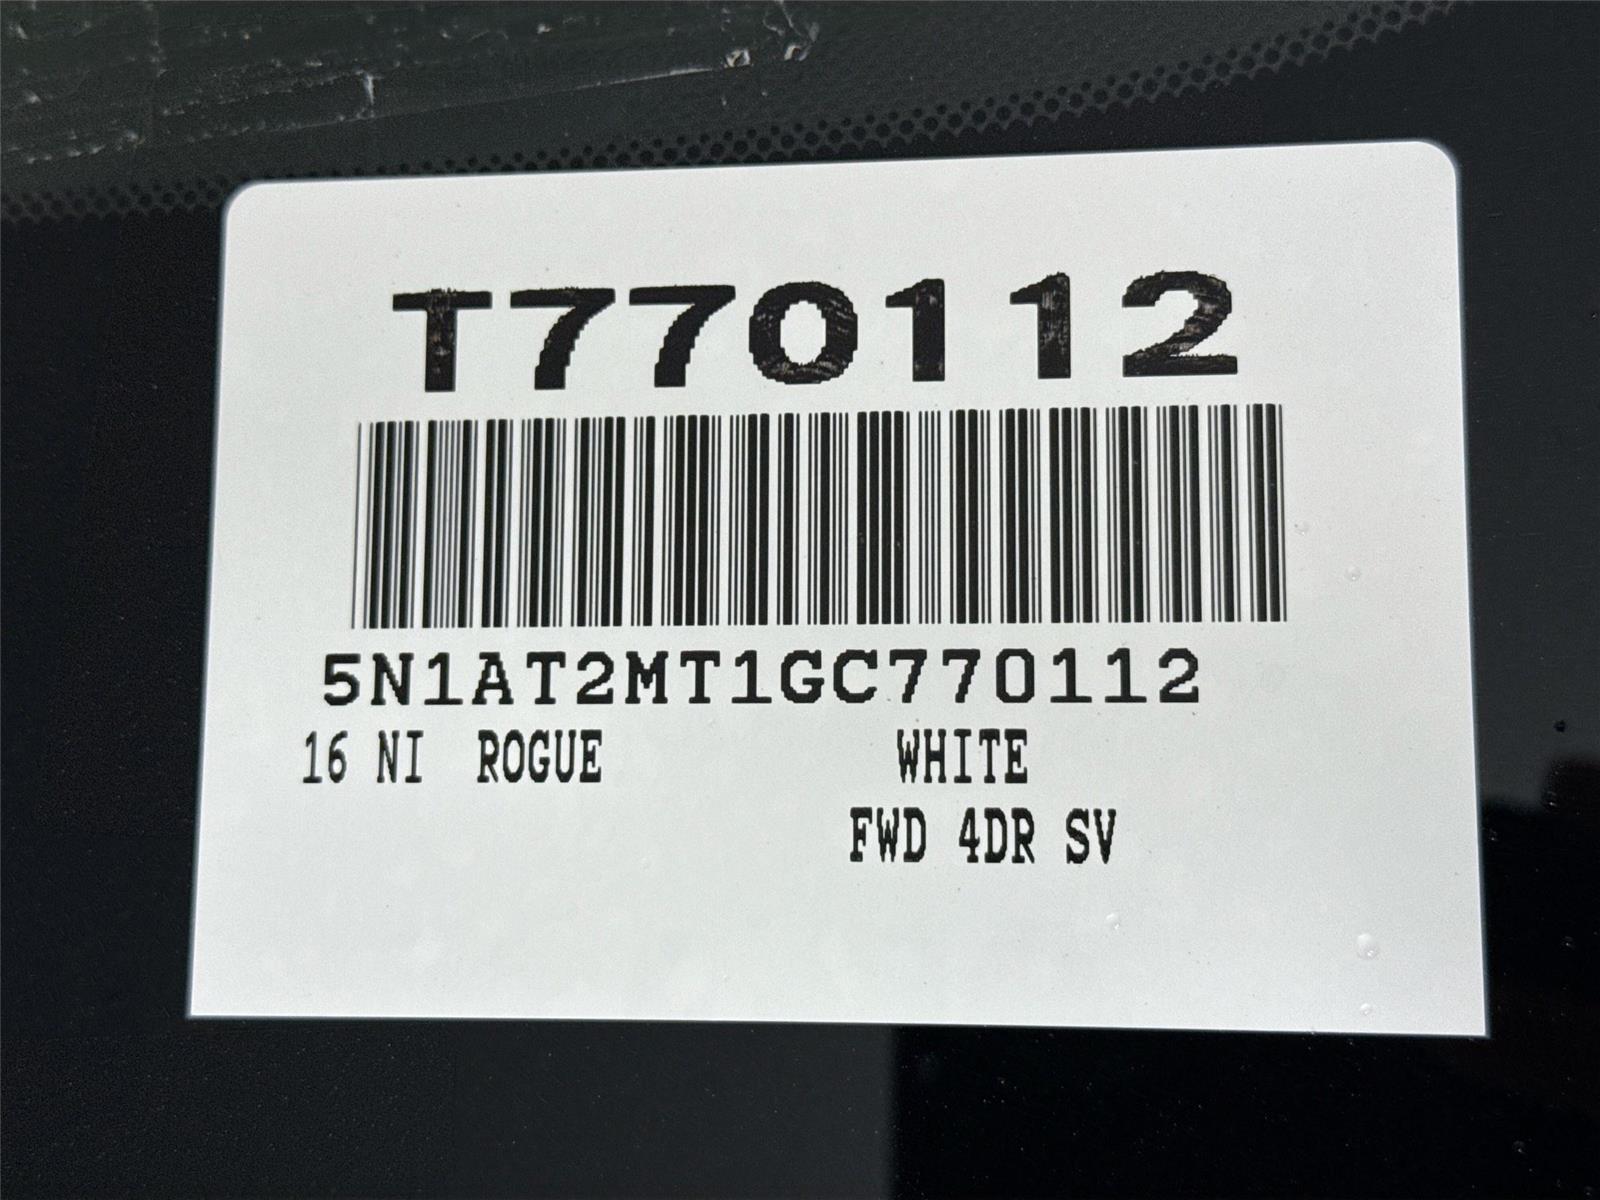 T770112
5N1AT2MT1GC770112
16 NI ROGUE WHITE
FWD 4DR SV